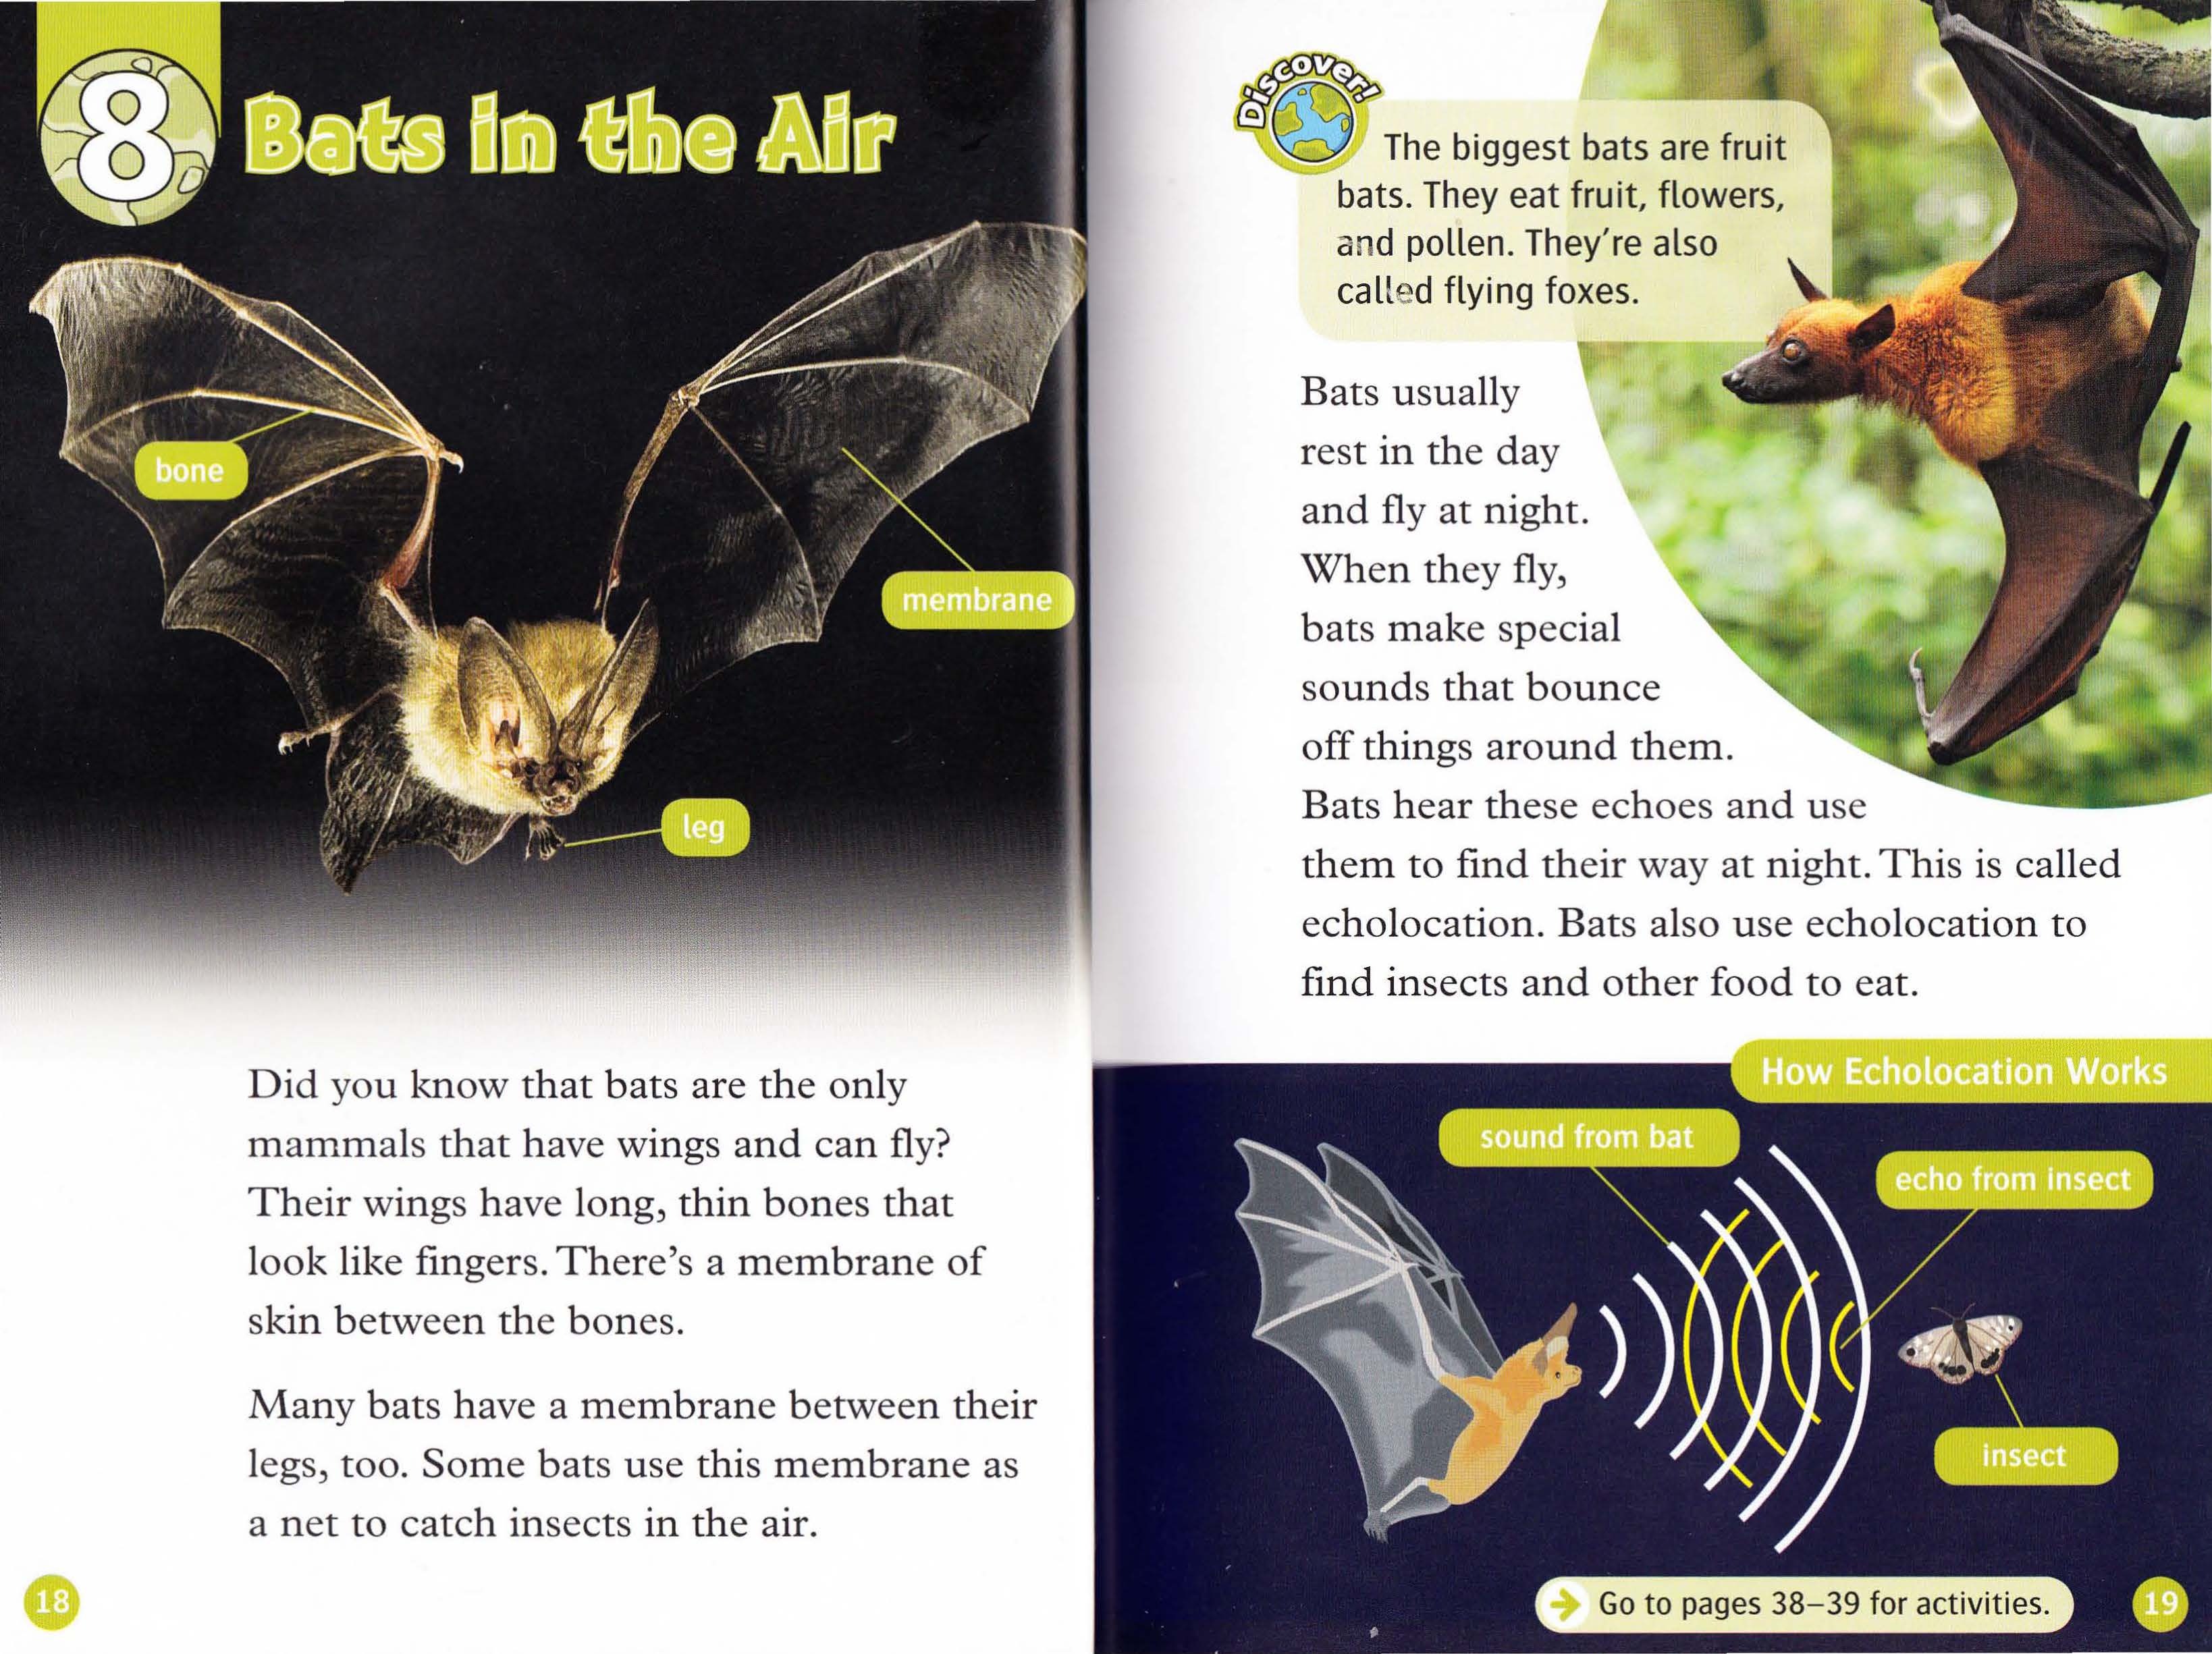 8
Bats in the Air
bone
membrane
leg
Did you know that bats are the only
mammals that have wings and can fly?
Their wings have long, thin bones that
look like fingers. There's a membrane of
skin between the bones.
Many bats have a membrane between their
legs, too. Some bats use this membrane as
a net to catch insects in the air.
18
Discover!
The biggest bats are fruit
bats. They eat fruit, flowers,
and pollen. They're also
called flying foxes.
Bats usually
rest in the day
and fly at night.
When they fly,
bats make special
sounds that bounce
off things around them.
Bats hear these echoes and use
them to find their way at night. This is called
echolocation. Bats also use echolocation to
find insects and other food to eat.
How Echolocation Works
sound from bat
echo from insect
insect
Go to pages 38–39 for activities.
19